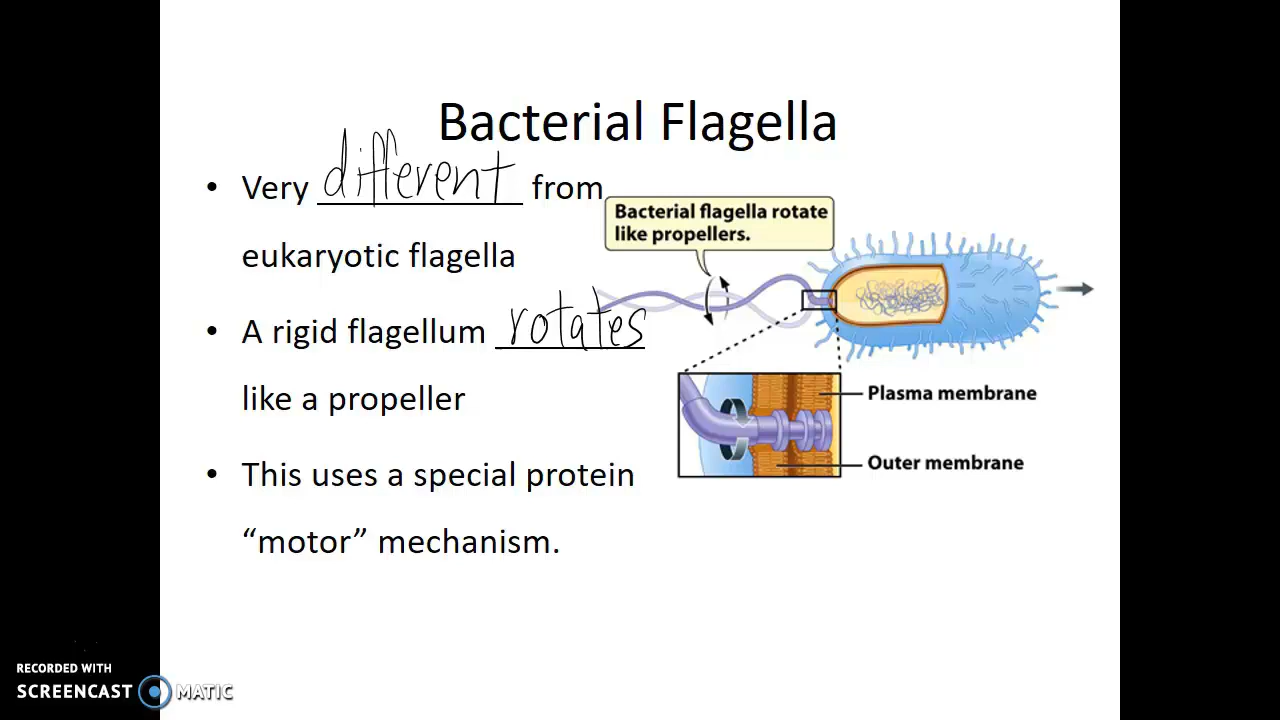 Bacterial Flagella
• Very different from
eukaryotic flagella
• A rigid flagellum rotates
like a propeller
• This uses a special protein
“motor” mechanism.
Bacterial flagella rotate
like propellers.
Plasma membrane
Outer membrane
RECORDED WITH
SCREENCAST MATIC